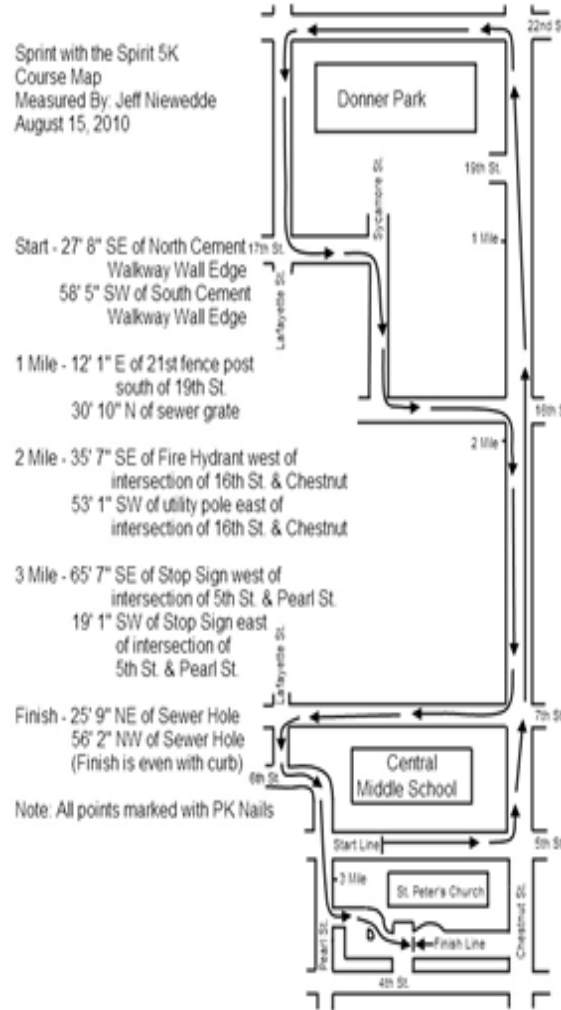 22nd S
Sprint with the Spirit 5K
Course Map
Measured By: Jeff Niewedde
August 15, 2010
Donner Park
19th St.
Sycamore St.
1 Mile
Start - 27' 8" SE of North Cement
Walkway Wall Edge
58' 5" SW of South Cement
Walkway Wall Edge
17th St.
Lafayette St.
1 Mile - 12' 1" E of 21st fence post
south of 19th St.
30' 10" N of sewer grate
16th S
2 Mile
2 Mile - 35' 7" SE of Fire Hydrant west of
intersection of 16th St. & Chestnut
53' 1" SW of utility pole east of
intersection of 16th St. & Chestnut
3 Mile - 65' 7" SE of Stop Sign west of
intersection of 5th St. & Pearl St.
19' 1" SW of Stop Sign east
of intersection of
5th St. & Pearl St.
Lafayette St.
Finish - 25' 9" NE of Sewer Hole
56' 2" NW of Sewer Hole
(Finish is even with curb)
7th S
6th St.
Central
Middle School
Note: All points marked with PK Nails
Start Line
5th S
3 Mile
St. Peter's Church
Chestnut St.
Pearl St.
D
Finish Line
4th St.